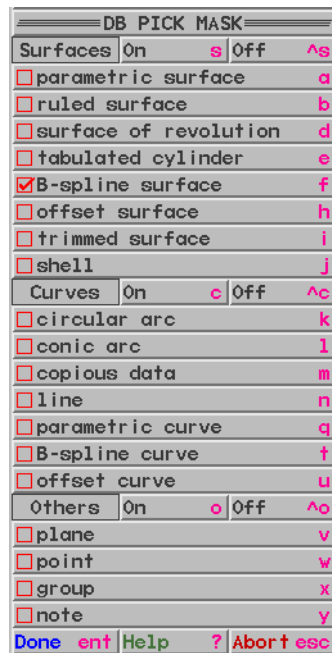 DB PICK MASK
Surfaces On s Off ^s
parametric surface a
ruled surface b
surface of revolution d
tabulated cylinder e
B-spline surface f
offset surface h
trimmed surface i
shell j
Curves On c Off ^c
circular arc k
conic arc l
copious data m
line n
parametric curve q
B-spline curve t
offset curve u
Others On o Off ^o
plane v
point w
group x
note y
Done ent Help ? Abort esc